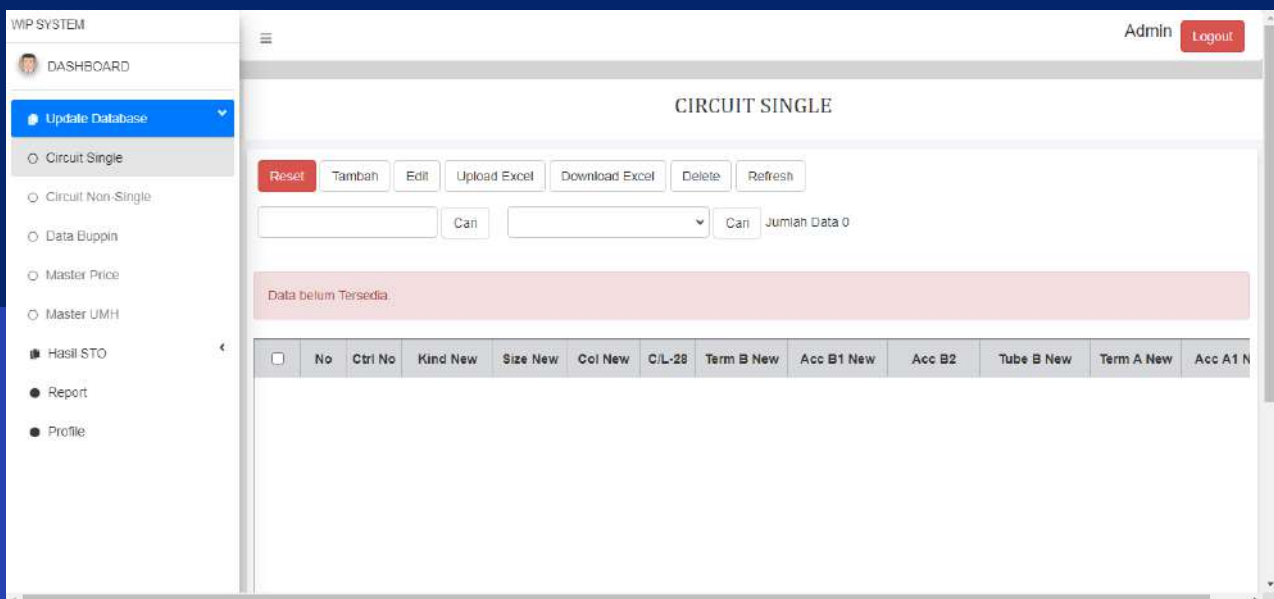 WIP SYSTEM
Admin Logout
DASHBOARD
CIRCUIT SINGLE
Update Database
Circuit Single
Circuit Non-Single
Data Buppin
Master Price
Master UMH
Hasil STO
Report
Profile
Reset Tambah Edit Upload Excel Download Excel Delete Refresh
Cari Cari Jumlah Data 0
Data belum Tersedia.
No Ctrl No Kind New Size New Col New C/L-28 Term B New Acc B1 New Acc B2 Tube B New Term A New Acc A1 N